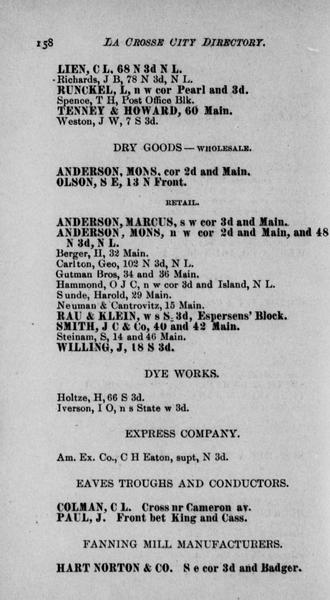 158 LA CROSSE CITY DIRECTORY.
LIEN, C L, 68 N 3d N L.
Richards, J B, 78 N 3d, N L.
RUNCKEL, L, n w cor Pearl and 3d.
Spence, T H, Post Office Blk.
TENNEY & HOWARD, 60 Main.
Weston, J W, 7 S 3d.
DRY GOODS — WHOLESALE.
ANDERSON, MONS, cor 2d and Main.
OLSON, S E, 13 N Front.
RETAIL.
ANDERSON, MARCUS, s w cor 3d and Main.
ANDERSON, MONS, n w cor 2d and Main, and 48
N 3d, N L.
Berger, H, 32 Main.
Carlton, Geo, 102 N 3d, N L.
Gutman Bros, 34 and 36 Main.
Hammond, O J C, n w cor 3d and Island, N L.
Sunde, Harold, 29 Main.
Neuman & Cantrovitz, 15 Main.
RAU & KLEIN, w s S. 3d, Espersens' Block.
SMITH, J C & Co, 40 and 42 Main.
Steinam, S, 14 and 46 Main.
WILLING, J, 18 S 3d.
DYE WORKS.
Holtze, H, 66 S 3d.
Iverson, I O, n s State w 3d.
EXPRESS COMPANY.
Am. Ex. Co., C H Eaton, supt, N 3d.
EAVES TROUGHS AND CONDUCTORS.
COLMAN, C L. Cross nr Cameron av.
PAUL, J. Front bet King and Cass.
FANNING MILL MANUFACTURERS.
HART NORTON & CO. S e cor 3d and Badger.